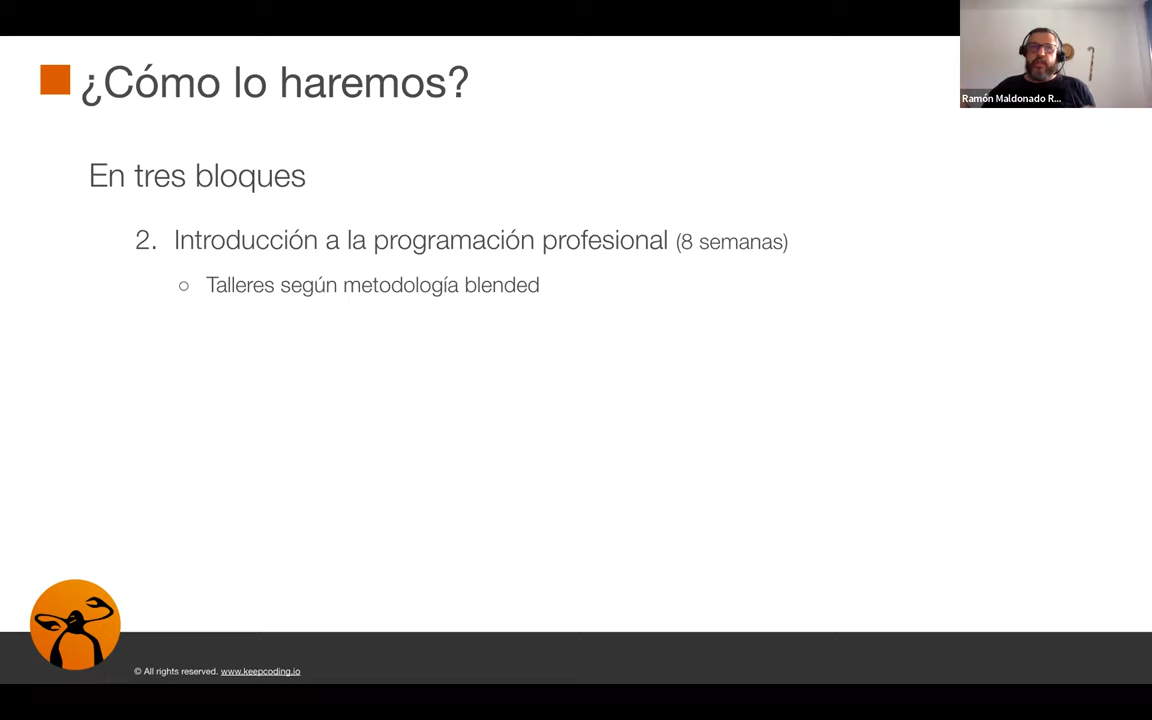 ¿Cómo lo haremos?
Ramón Maldonado R...
En tres bloques
2. Introducción a la programación profesional (8 semanas)
○ Talleres según metodología blended
© All rights reserved. www.keepcoding.io